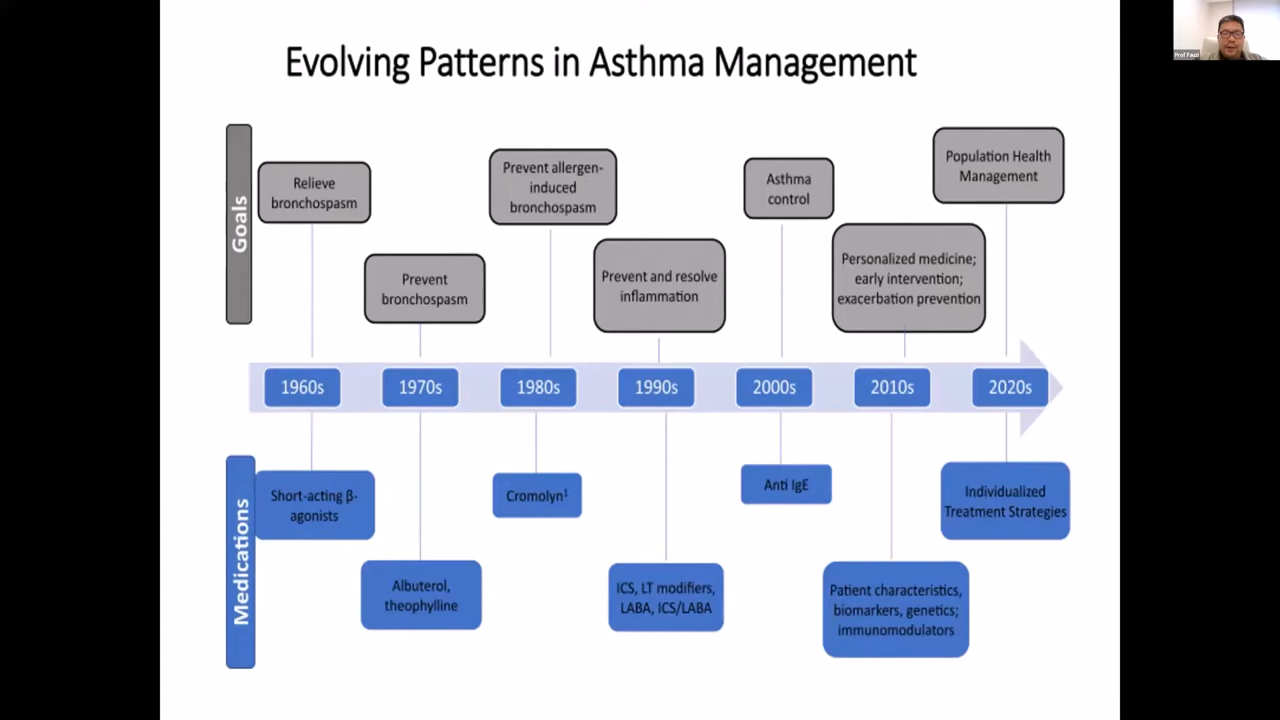 Evolving Patterns in Asthma Management
Prof Fauzi
Goals
Relieve
bronchospasm
Prevent
bronchospasm
Prevent allergen-
induced
bronchospasm
Prevent and resolve
inflammation
Asthma
control
Personalized medicine;
early intervention;
exacerbation prevention
Population Health
Management
1960s
1970s
1980s
1990s
2000s
2010s
2020s
Medications
Short-acting β-
agonists
Albuterol,
theophylline
Cromolyn¹
ICS, LT modifiers,
LABA, ICS/LABA
Anti IgE
Patient characteristics,
biomarkers, genetics;
immunomodulators
Individualized
Treatment Strategies